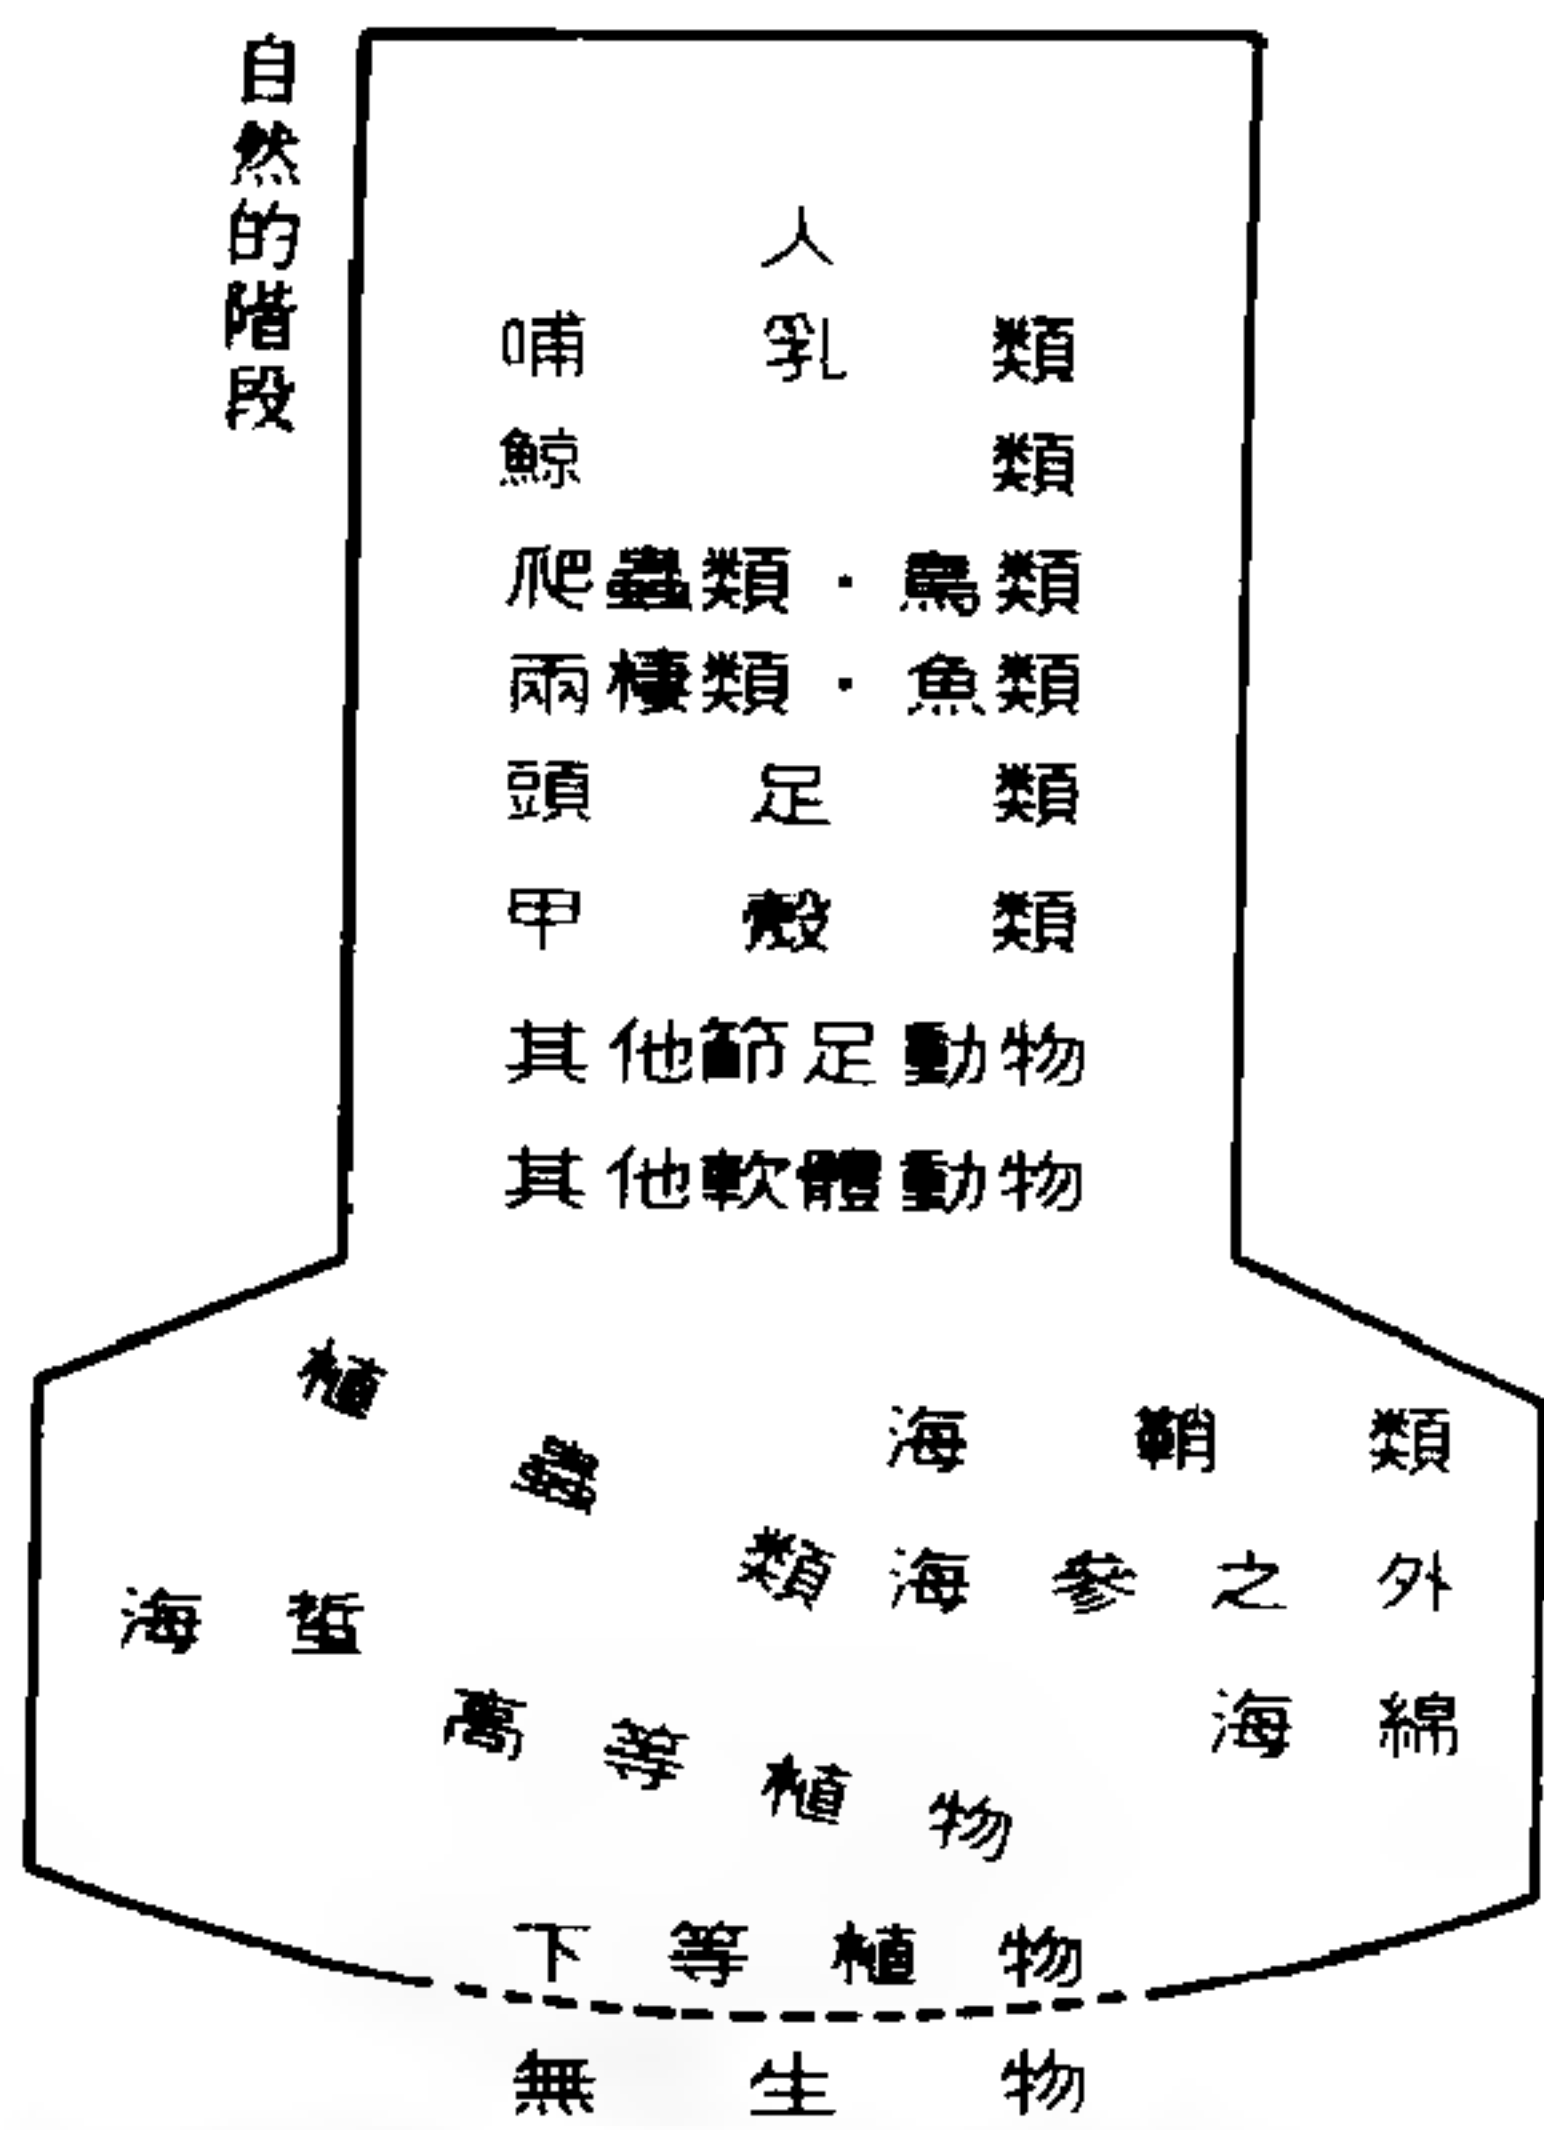 自然的階段
人
哺乳類
鯨類
爬蟲類·鳥類
兩棲類·魚類
頭足類
甲殼類
其他節足動物
其他軟體動物
植蟲類
海鞘類
海參之外
海蜇
海綿
高等植物
下等植物
無生物